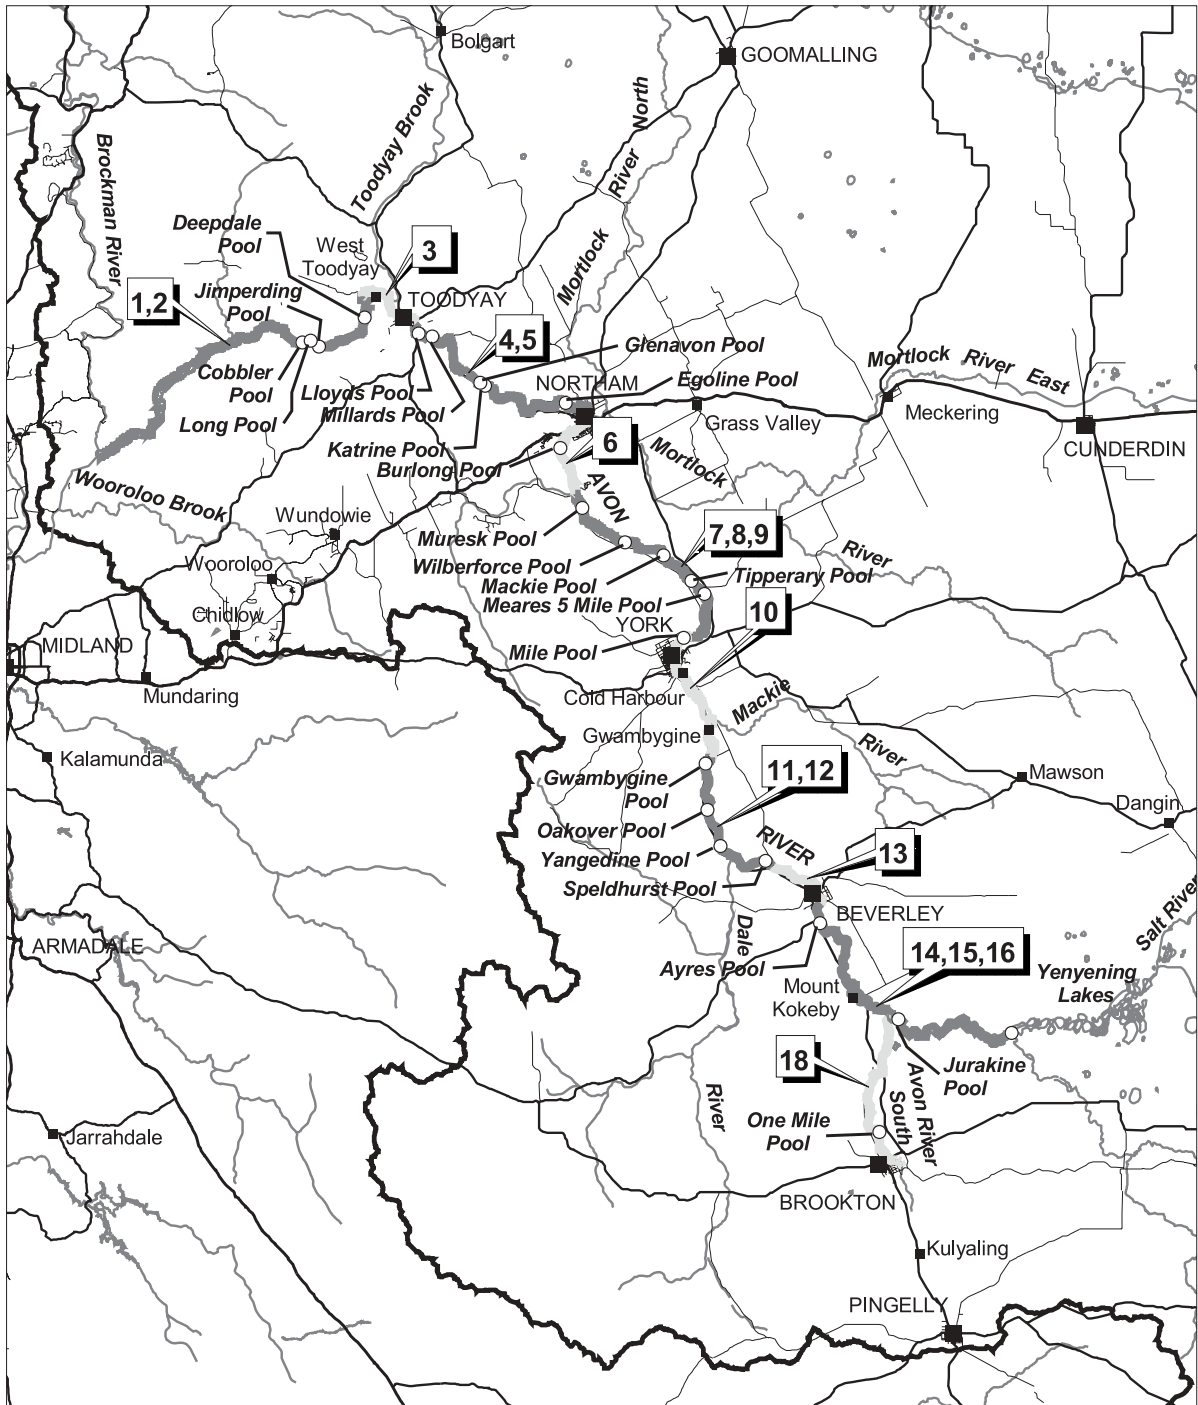 Bolgart
GOOMALLING
North
River
Mortlock
Toodyay Brook
Brockman River
Deepdale
Pool
West
Toodyay
3
1,2
Jimperding
Pool
TOODYAY
4,5
Glenavon Pool
Mortlock River East
Cobbler
Pool
Lloyds Pool
NORTHAM
Egoline Pool
Millards Pool
Long Pool
Meckering
Grass Valley
CUNDERDIN
6
Katrine Pool
Burlong Pool
Mortlock
Wooroloo Brook
AVON
Wundowie
7,8,9
Muresk Pool
River
Wooroloo
Wilberforce Pool
Mackie Pool
Tipperary Pool
Chidlow
Meares 5 Mile Pool
10
YORK
MIDLAND
Mile Pool
Mundaring
Cold Harbour
Mackie
Gwambygine
River
Kalamunda
11,12
Mawson
Gwambygine
Pool
Dangin
Oakover Pool
RIVER
13
Yangedine Pool
Speldhurst Pool
BEVERLEY
Salt River
Dale
ARMADALE
14,15,16
Ayres Pool
Yenyening
Lakes
Mount
Kokeby
18
Jurakine
Pool
Avon River
South
River
One Mile
Pool
Jarrahdale
BROOKTON
Kulyaling
PINGELLY